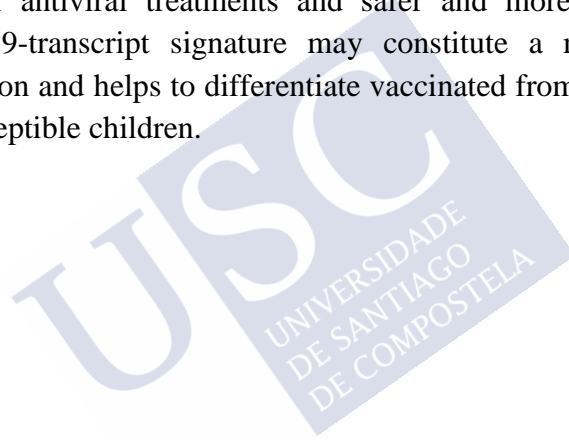 antiviral treatments and safer and more
9-transcript signature may constitute a
on and helps to differentiate vaccinated from
eptible children.
USC
UNIVERSIDADE
DE SANTIAGO
DE COMPOSTELA